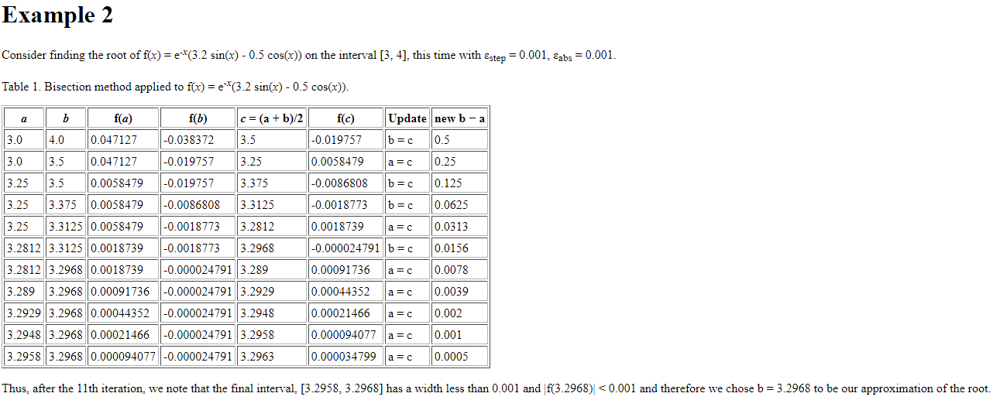 Example 2
Consider finding the root of f(x) = e⁻ˣ(3.2 sin(x) - 0.5 cos(x)) on the interval [3, 4], this time with εstep = 0.001, εabs = 0.001.
Table 1. Bisection method applied to f(x) = e⁻ˣ(3.2 sin(x) - 0.5 cos(x)).
a b f(a) f(b) c = (a + b)/2 f(c) Update new b − a
3.0 4.0 0.047127 -0.038372 3.5 -0.019757 b = c 0.5
3.0 3.5 0.047127 -0.019757 3.25 0.0058479 a = c 0.25
3.25 3.5 0.0058479 -0.019757 3.375 -0.0086808 b = c 0.125
3.25 3.375 0.0058479 -0.0086808 3.3125 -0.0018773 b = c 0.0625
3.25 3.3125 0.0058479 -0.0018773 3.2812 0.0018739 a = c 0.0313
3.2812 3.3125 0.0018739 -0.0018773 3.2968 -0.000024791 b = c 0.0156
3.2812 3.2968 0.0018739 -0.000024791 3.289 0.00091736 a = c 0.0078
3.289 3.2968 0.00091736 -0.000024791 3.2929 0.00044352 a = c 0.0039
3.2929 3.2968 0.00044352 -0.000024791 3.2948 0.00021466 a = c 0.002
3.2948 3.2968 0.00021466 -0.000024791 3.2958 0.000094077 a = c 0.001
3.2958 3.2968 0.000094077 -0.000024791 3.2963 0.000034799 a = c 0.0005
Thus, after the 11th iteration, we note that the final interval, [3.2958, 3.2968] has a width less than 0.001 and |f(3.2968)| < 0.001 and therefore we chose b = 3.2968 to be our approximation of the root.